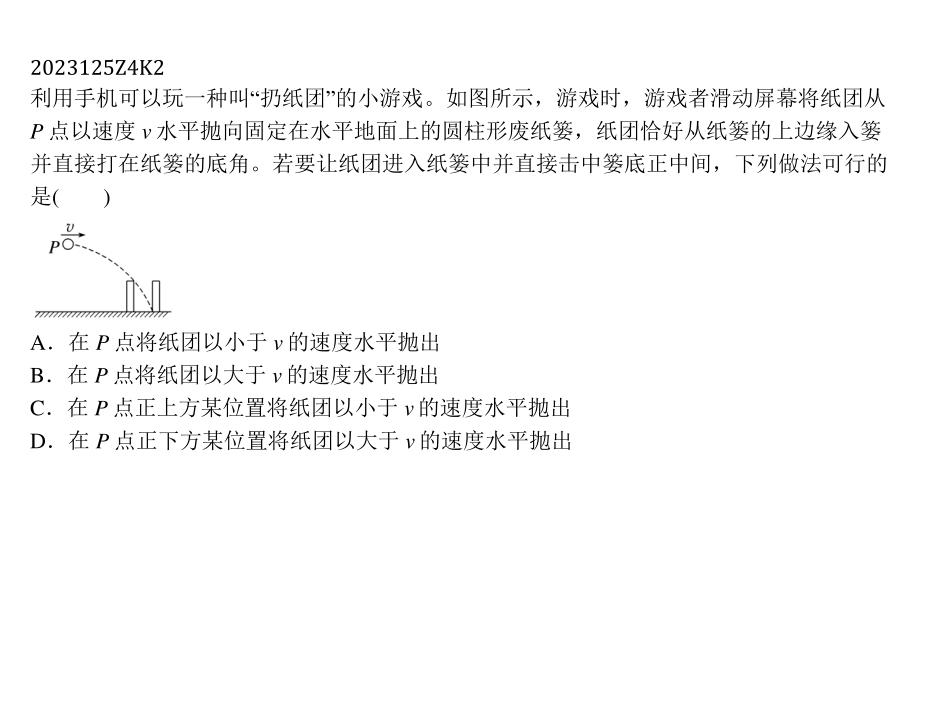 2023125Z4K2
利用手机可以玩一种叫“扔纸团”的小游戏。如图所示，游戏时，游戏者滑动屏幕将纸团从
P 点以速度 v 水平抛向固定在水平地面上的圆柱形废纸篓，纸团恰好从纸篓的上边缘入篓
并直接打在纸篓的底角。若要让纸团进入纸篓中并直接击中篓底正中间，下列做法可行的
是(　　)
v
P
A．在 P 点将纸团以小于 v 的速度水平抛出
B．在 P 点将纸团以大于 v 的速度水平抛出
C．在 P 点正上方某位置将纸团以小于 v 的速度水平抛出
D．在 P 点正下方某位置将纸团以大于 v 的速度水平抛出